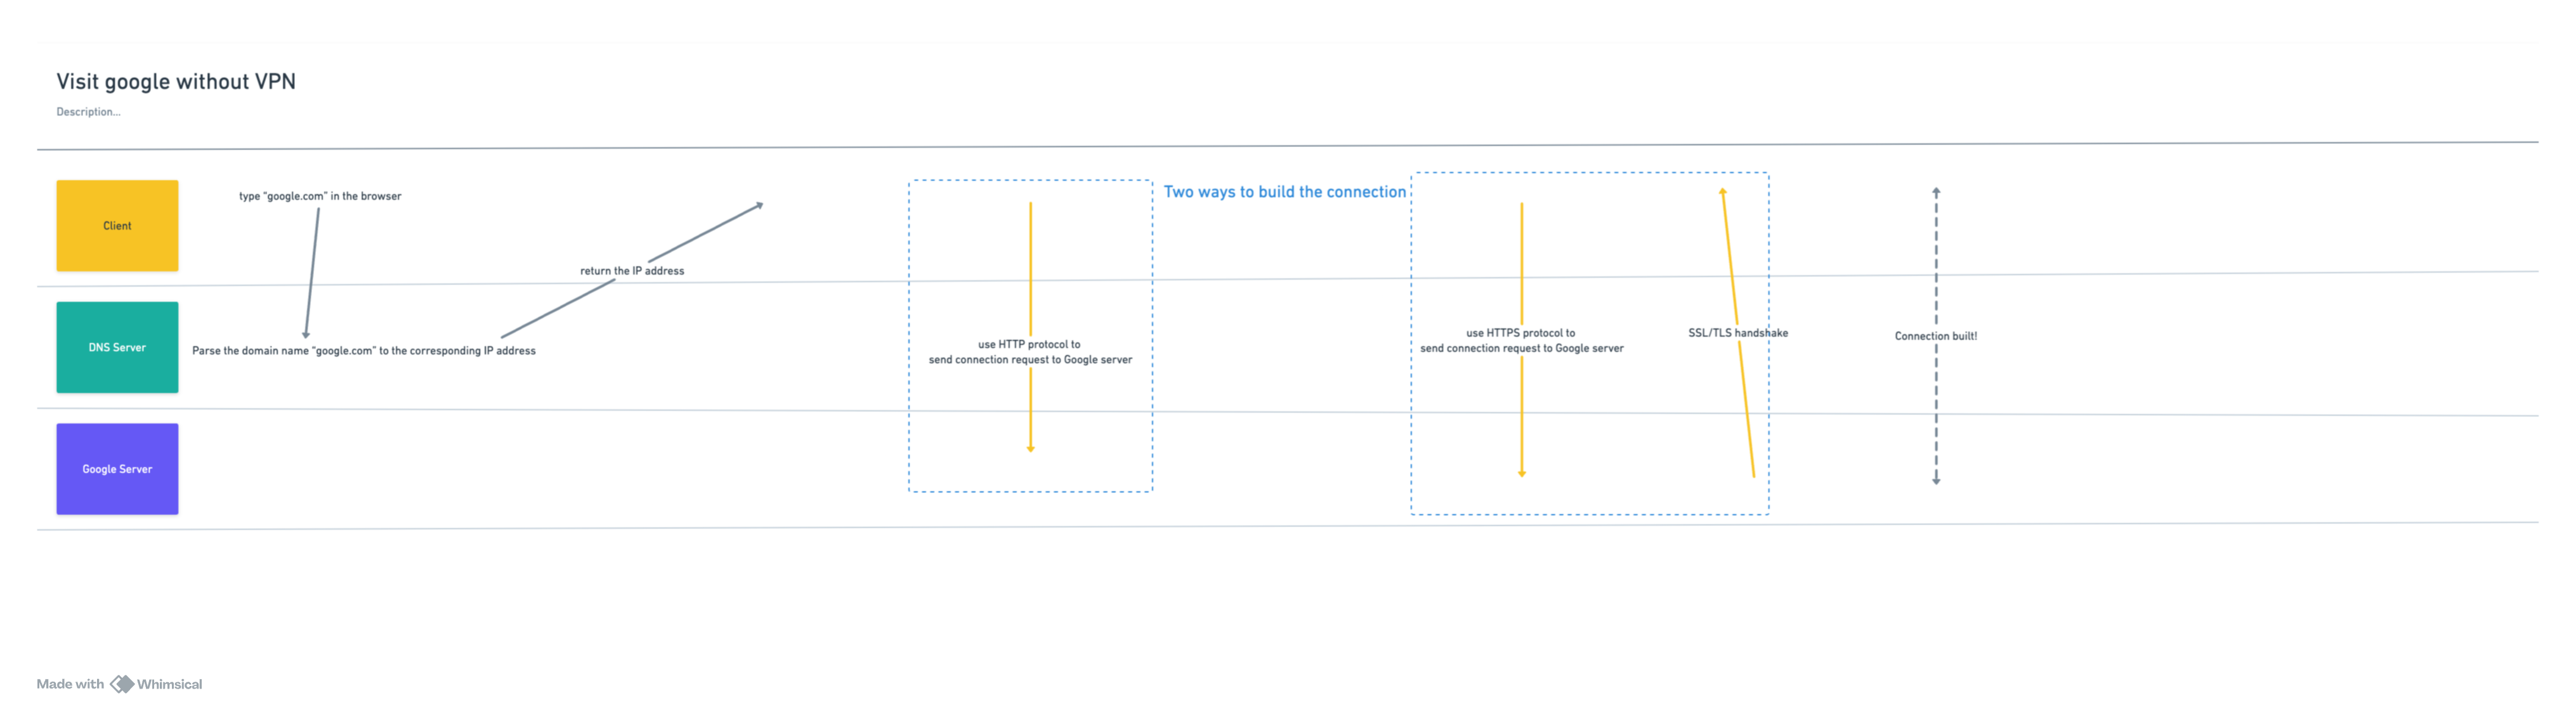 Visit google without VPN
Description...
Client
type “google.com” in the browser
Two ways to build the connection
return the IP address
DNS Server
Parse the domain name “google.com” to the corresponding IP address
use HTTP protocol to
send connection request to Google server
use HTTPS protocol to
send connection request to Google server
SSL/TLS handshake
Connection built!
Google Server
Made with Whimsical